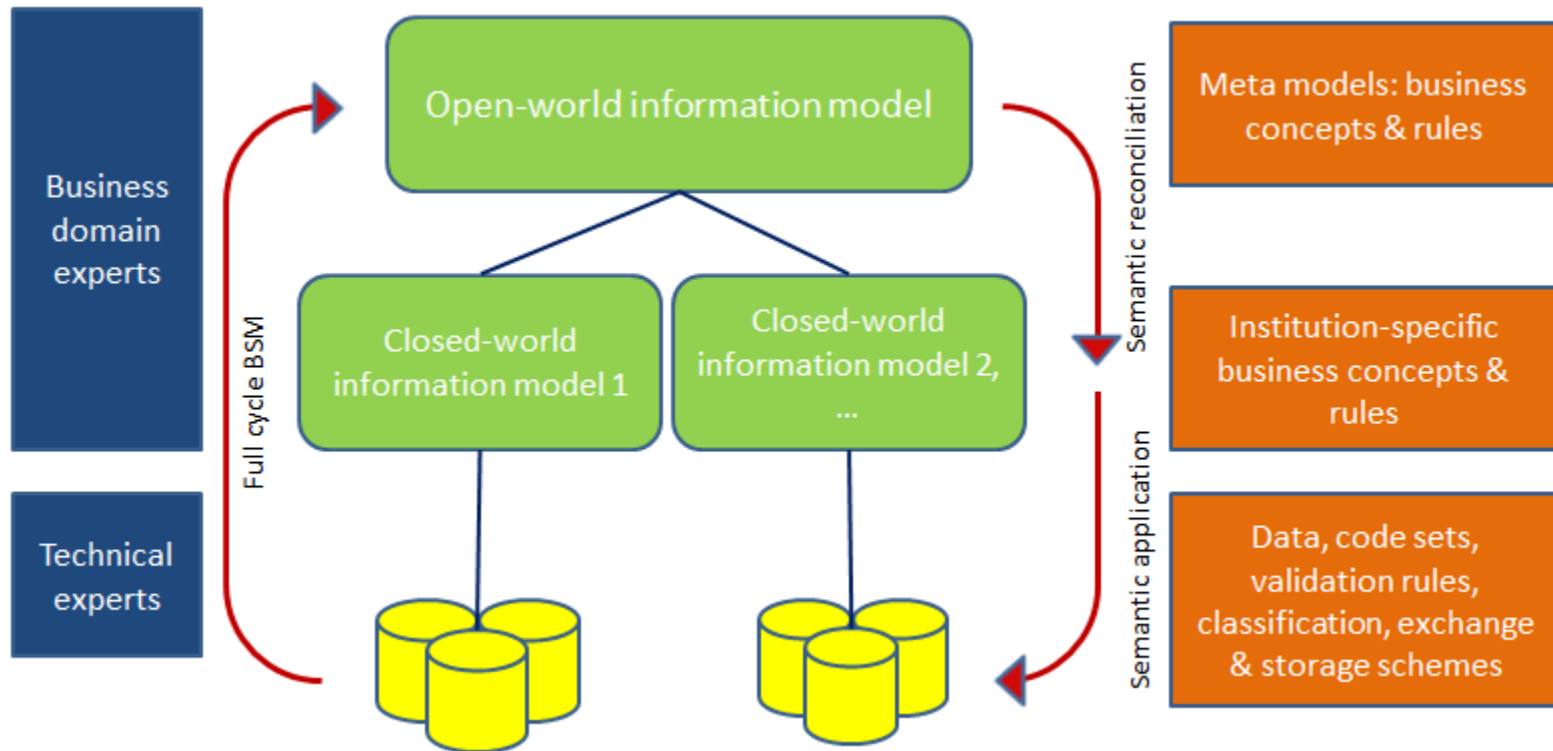 Business
domain
experts
Technical
experts
Full cycle BSM
Open-world information model
Closed-world
information model 1
Closed-world
information model 2,
...
Semantic reconciliation
Semantic application
Meta models: business
concepts & rules
Institution-specific
business concepts &
rules
Data, code sets,
validation rules,
classification, exchange
& storage schemes